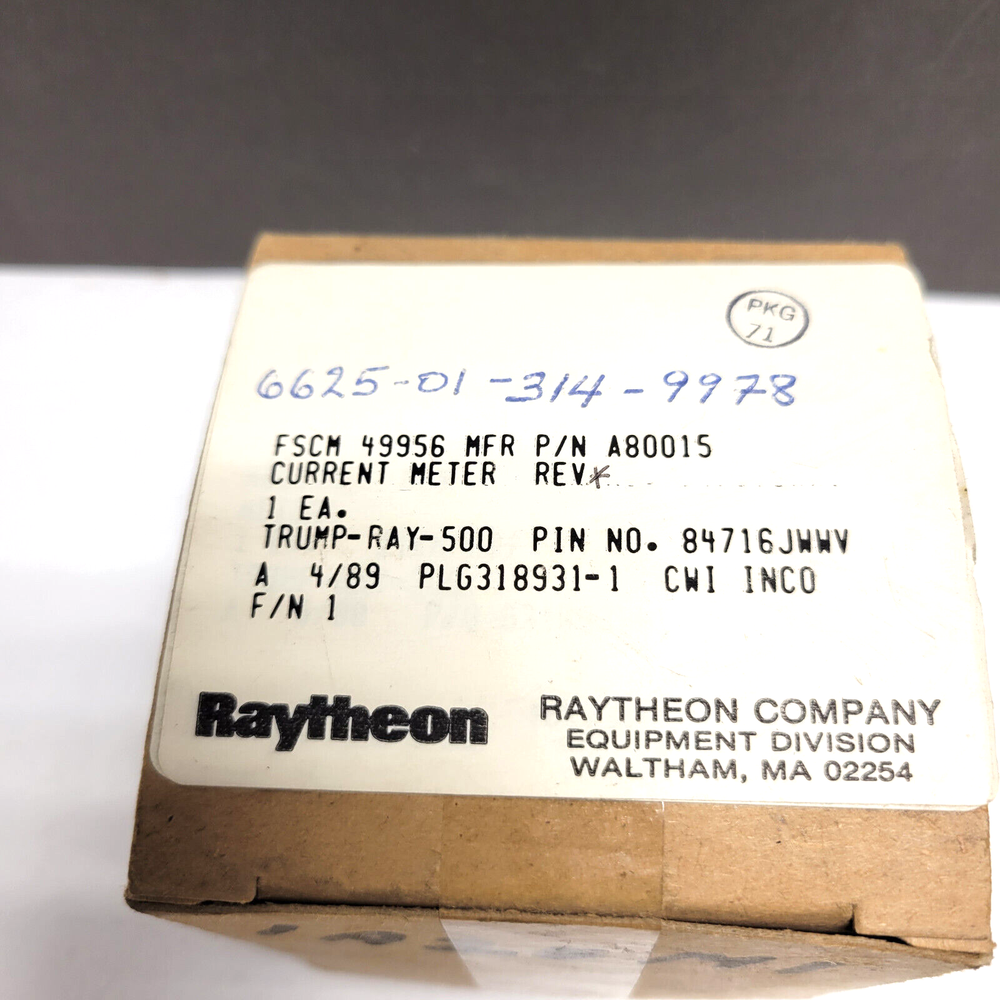 PKG
71
6625-01-314-9978
FSCM 49956 MFR P/N A80015
CURRENT METER REV*
1 EA.
TRUMP-RAY-500 PIN NO. 84716JWWV
A 4/89 PLG318931-1 CWI INCO
F/N 1
Raytheon
RAYTHEON COMPANY
EQUIPMENT DIVISION
WALTHAM, MA 02254